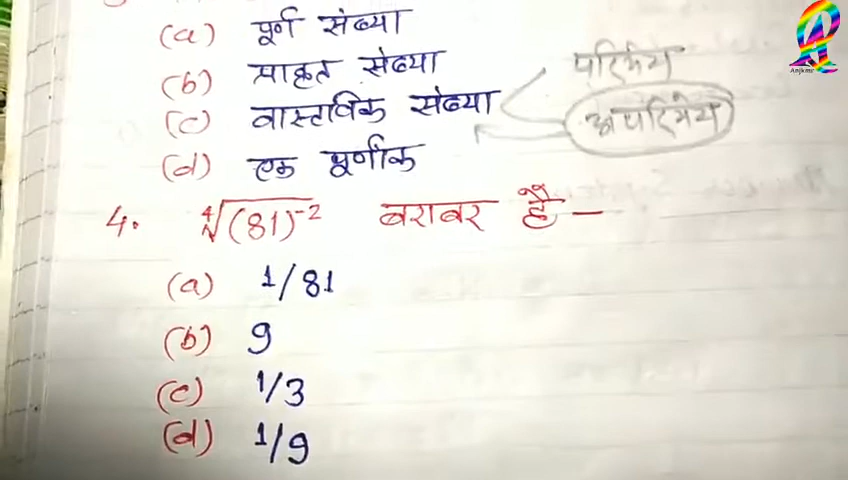 (a) पूर्ण संख्या
(b) प्राकृत संख्या
(c) वास्तविक संख्या
परिमेय
अपरिमेय
(d) एक पूर्णांक
4. ∜(81)⁻² बराबर है –
(a) 1/81
(b) 9
(c) 1/3
(d) 1/9